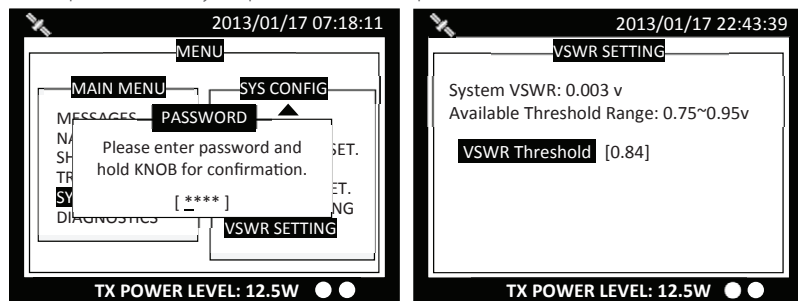 2013/01/17 07:18:11
MENU
MAIN MENU
SYS CONFIG
MESSAGES
PASSWORD
Please enter password and
hold KNOB for confirmation.
[ **** ]
DIAGNOSTICS
VSWR SETTING
TX POWER LEVEL: 12.5W
2013/01/17 22:43:39
VSWR SETTING
System VSWR: 0.003 v
Available Threshold Range: 0.75~0.95v
VSWR Threshold [0.84]
TX POWER LEVEL: 12.5W